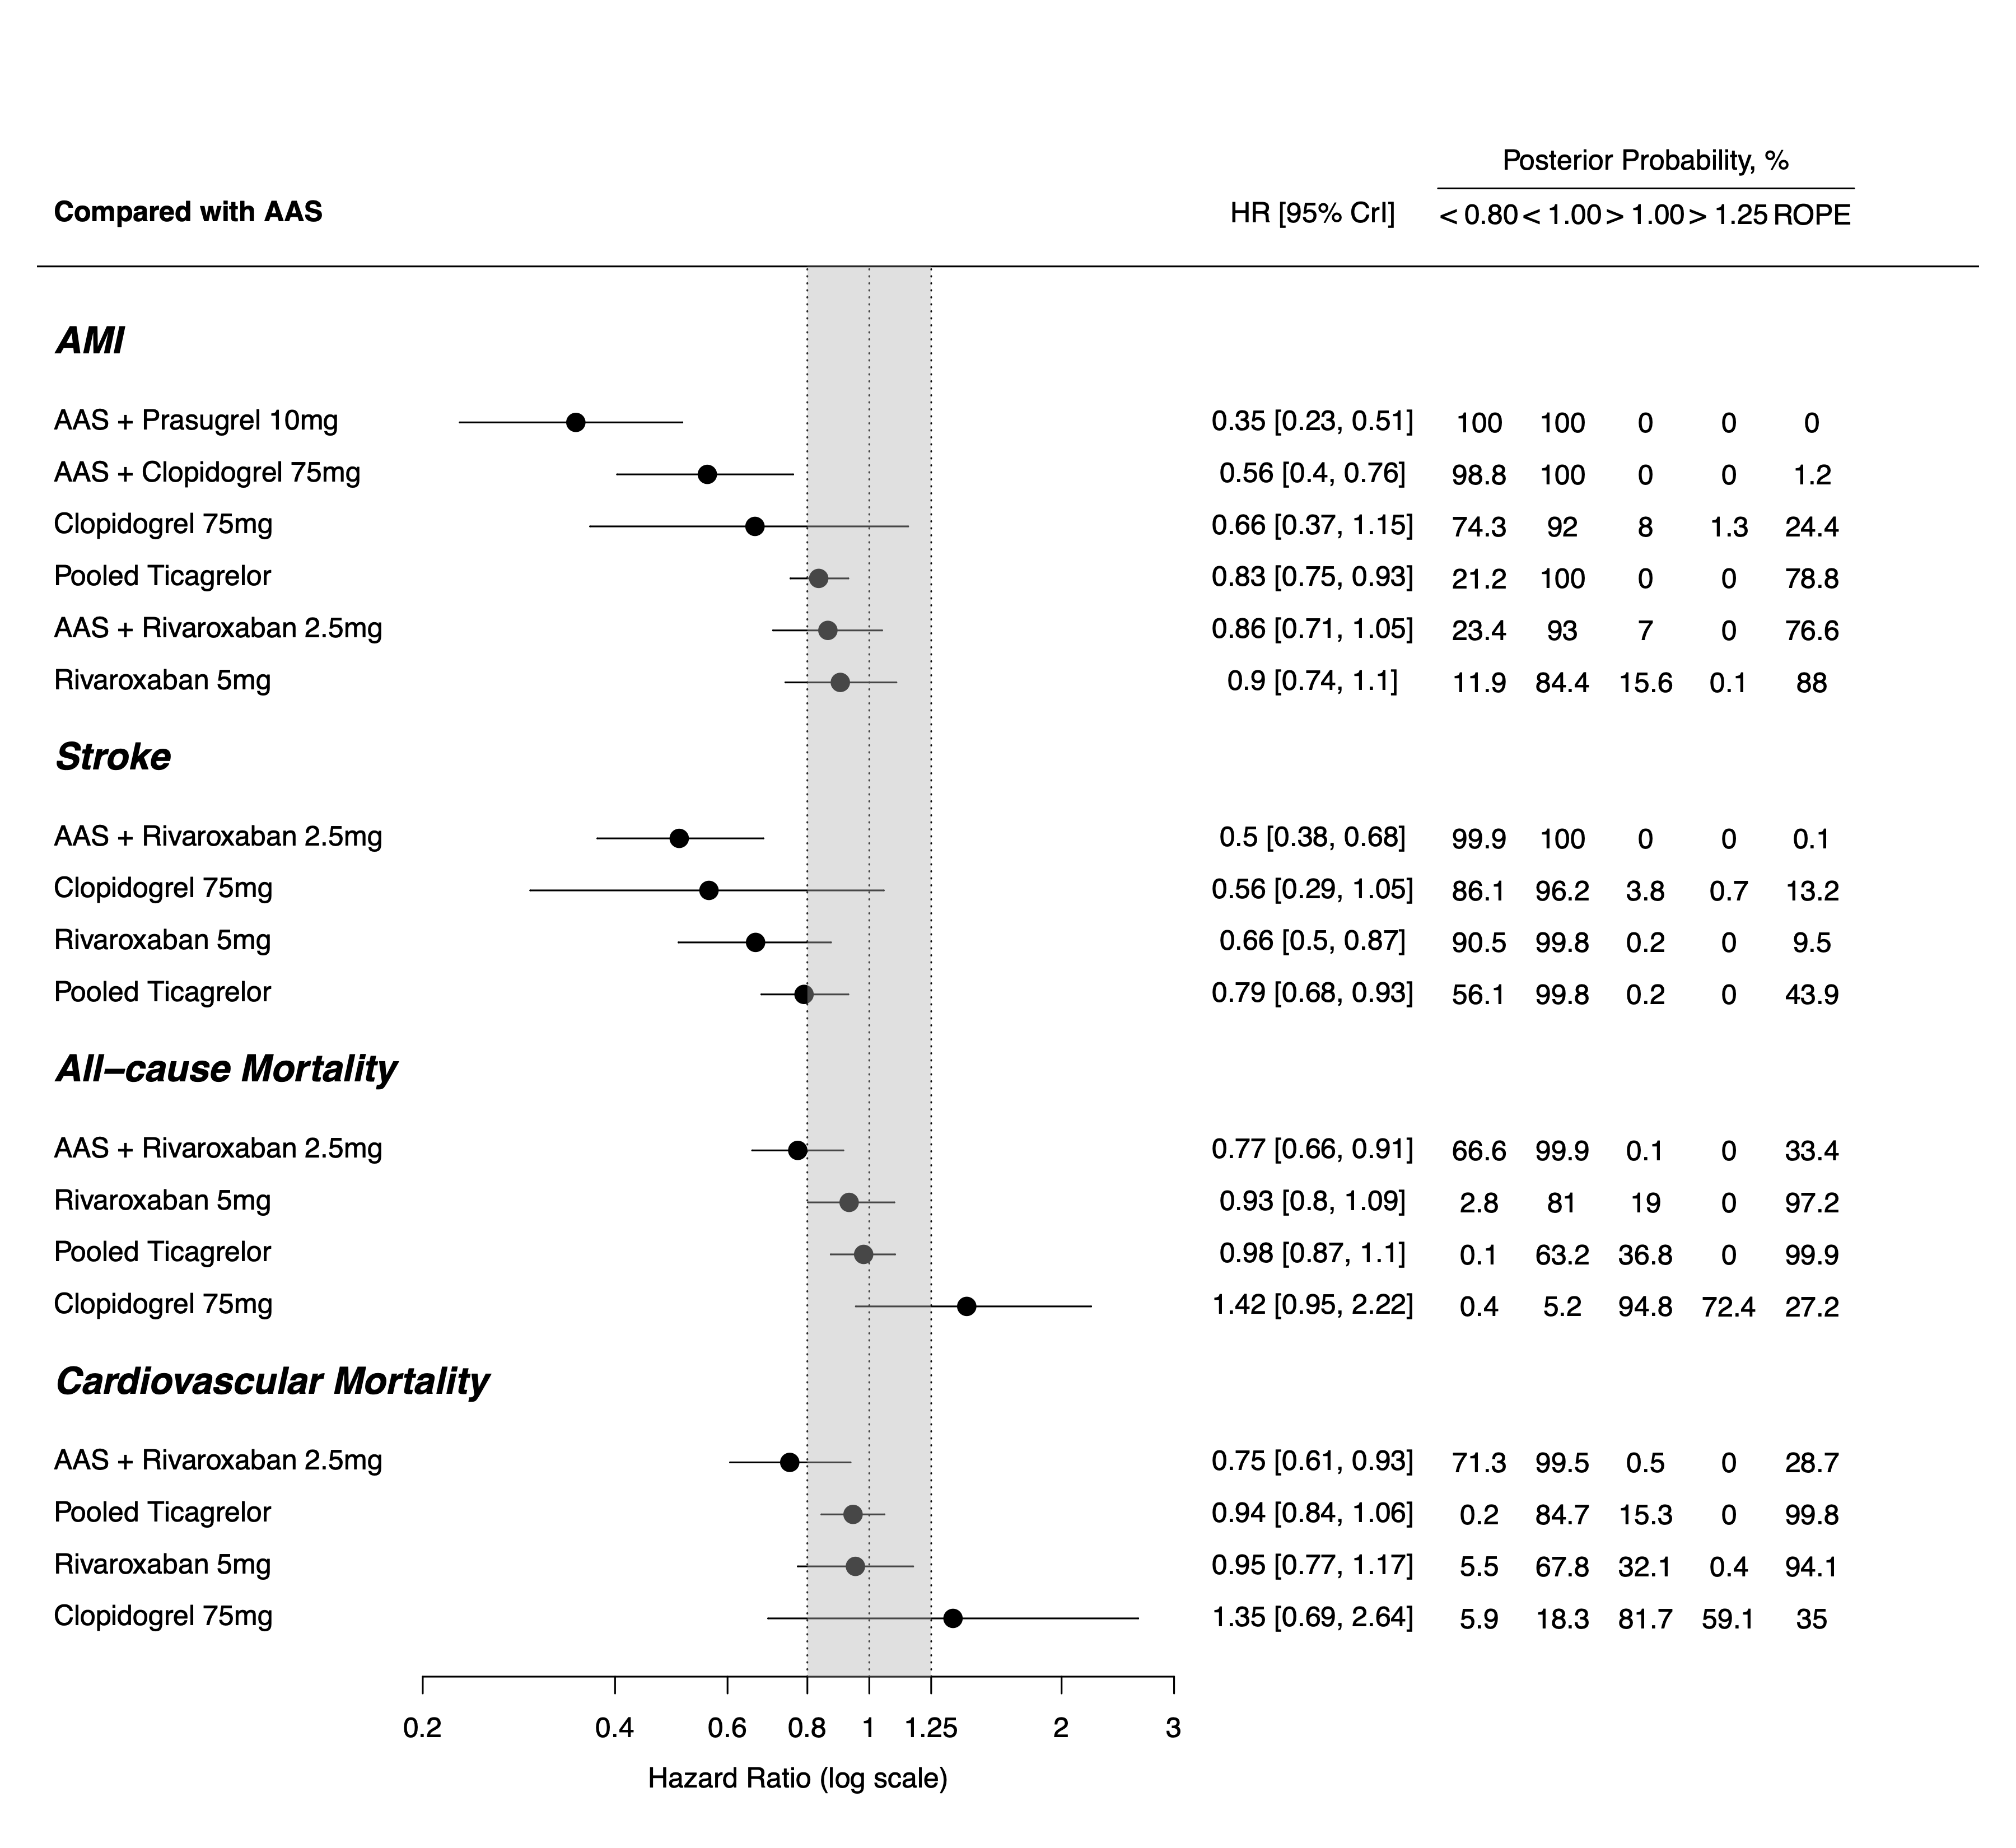 Posterior Probability, %
Compared with AAS HR [95% CrI] < 0.80 < 1.00 > 1.00 > 1.25 ROPE
AMI
AAS + Prasugrel 10mg 0.35 [0.23, 0.51] 100 100 0 0 0
AAS + Clopidogrel 75mg 0.56 [0.4, 0.76] 98.8 100 0 0 1.2
Clopidogrel 75mg 0.66 [0.37, 1.15] 74.3 92 8 1.3 24.4
Pooled Ticagrelor 0.83 [0.75, 0.93] 21.2 100 0 0 78.8
AAS + Rivaroxaban 2.5mg 0.86 [0.71, 1.05] 23.4 93 7 0 76.6
Rivaroxaban 5mg 0.9 [0.74, 1.1] 11.9 84.4 15.6 0.1 88
Stroke
AAS + Rivaroxaban 2.5mg 0.5 [0.38, 0.68] 99.9 100 0 0 0.1
Clopidogrel 75mg 0.56 [0.29, 1.05] 86.1 96.2 3.8 0.7 13.2
Rivaroxaban 5mg 0.66 [0.5, 0.87] 90.5 99.8 0.2 0 9.5
Pooled Ticagrelor 0.79 [0.68, 0.93] 56.1 99.8 0.2 0 43.9
All–cause Mortality
AAS + Rivaroxaban 2.5mg 0.77 [0.66, 0.91] 66.6 99.9 0.1 0 33.4
Rivaroxaban 5mg 0.93 [0.8, 1.09] 2.8 81 19 0 97.2
Pooled Ticagrelor 0.98 [0.87, 1.1] 0.1 63.2 36.8 0 99.9
Clopidogrel 75mg 1.42 [0.95, 2.22] 0.4 5.2 94.8 72.4 27.2
Cardiovascular Mortality
AAS + Rivaroxaban 2.5mg 0.75 [0.61, 0.93] 71.3 99.5 0.5 0 28.7
Pooled Ticagrelor 0.94 [0.84, 1.06] 0.2 84.7 15.3 0 99.8
Rivaroxaban 5mg 0.95 [0.77, 1.17] 5.5 67.8 32.1 0.4 94.1
Clopidogrel 75mg 1.35 [0.69, 2.64] 5.9 18.3 81.7 59.1 35
0.2 0.4 0.6 0.8 1 1.25 2 3
Hazard Ratio (log scale)